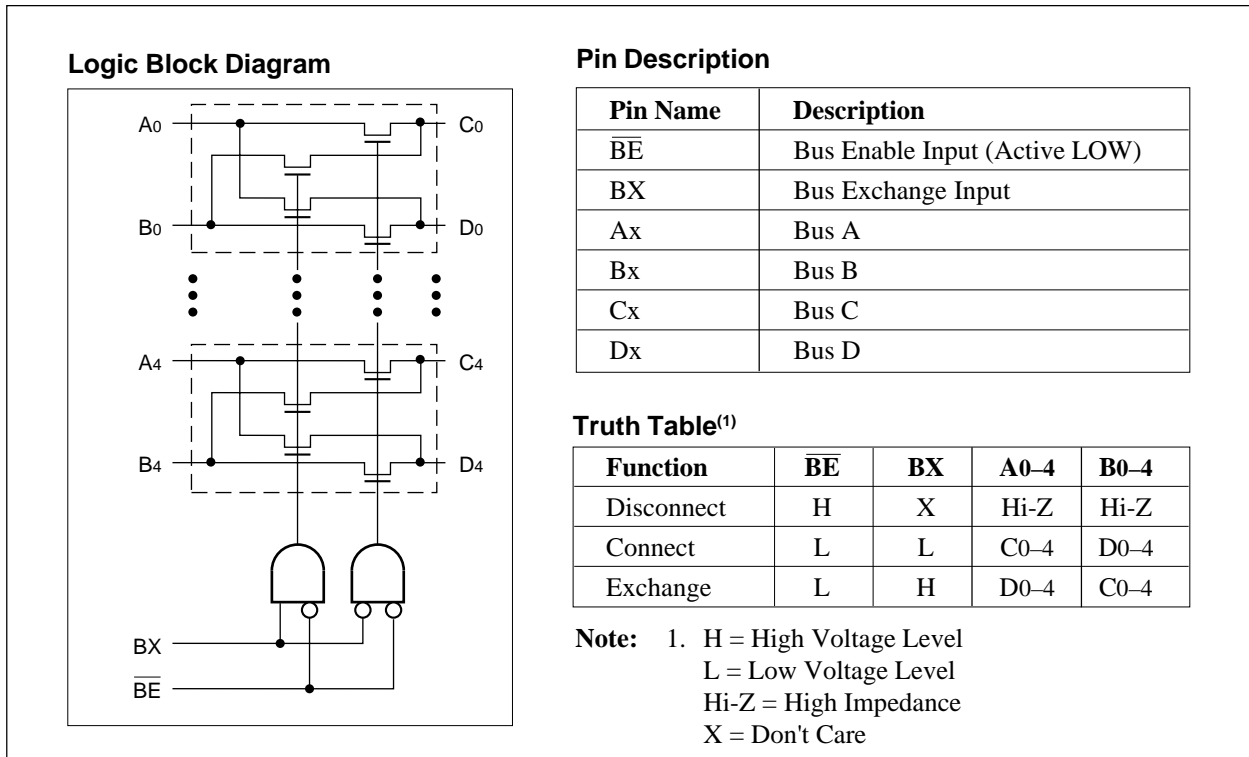 Logic Block Diagram
A0 C0
B0 D0
A4 C4
B4 D4
BX
BE
Pin Description
Pin Name Description
BE Bus Enable Input (Active LOW)
BX Bus Exchange Input
Ax Bus A
Bx Bus B
Cx Bus C
Dx Bus D
Truth Table(1)
Function BE BX A0–4 B0–4
Disconnect H X Hi-Z Hi-Z
Connect L L C0–4 D0–4
Exchange L H D0–4 C0–4
Note: 1. H = High Voltage Level
L = Low Voltage Level
Hi-Z = High Impedance
X = Don't Care